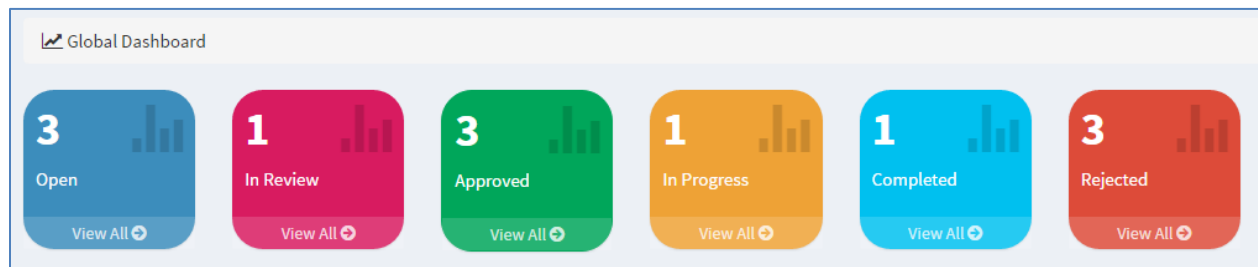 Global Dashboard
3
Open
View All
1
In Review
View All
3
Approved
View All
1
In Progress
View All
1
Completed
View All
3
Rejected
View All